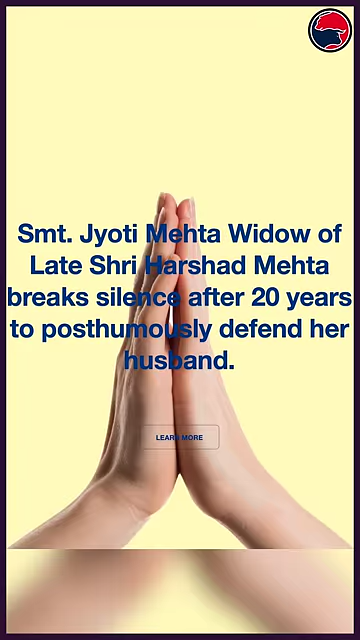 Smt. Jyoti Mehta Widow of
Late Shri Harshad Mehta
breaks silence after 20 years
to posthumously defend her
husband.
LEARN MORE